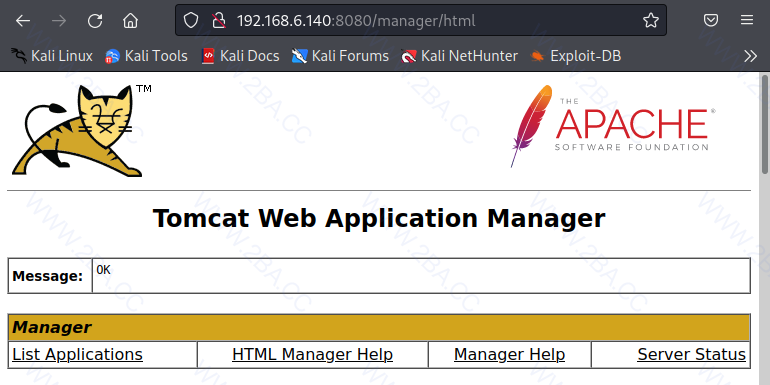 192.168.6.140:8080/manager/html
Kali Linux Kali Tools Kali Docs Kali Forums Kali NetHunter Exploit-DB
TM
THE
APACHE®
SOFTWARE FOUNDATION
Tomcat Web Application Manager
Message: OK
Manager
List Applications HTML Manager Help Manager Help Server Status
WWW.2BA.CC